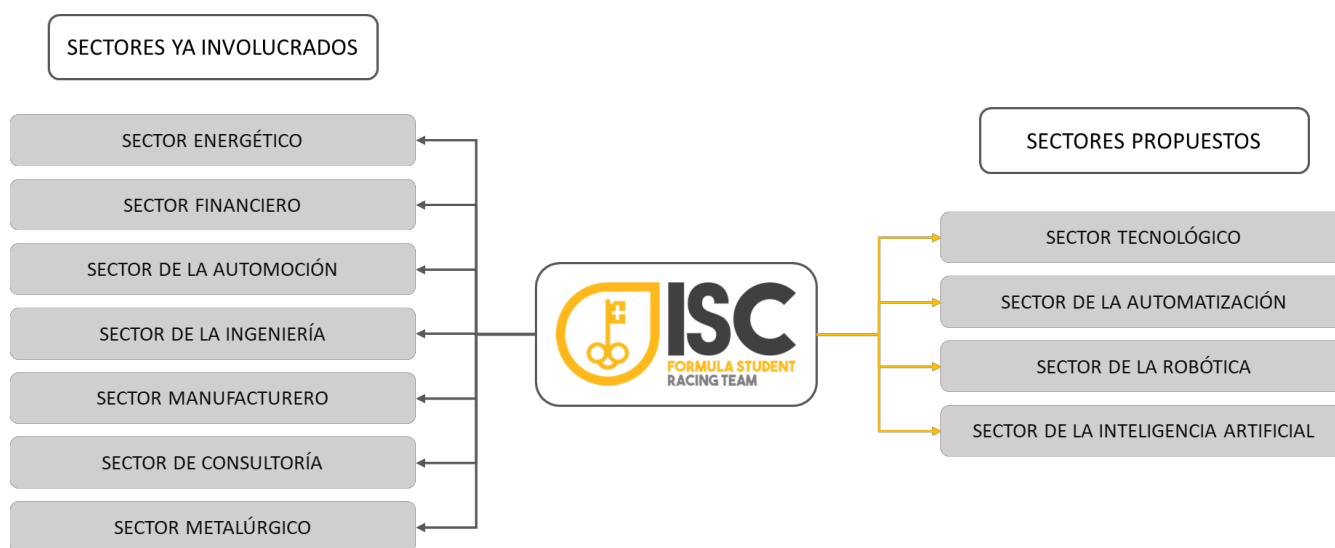 SECTORES YA INVOLUCRADOS
SECTOR ENERGÉTICO
SECTOR FINANCIERO
SECTOR DE LA AUTOMOCIÓN
SECTOR DE LA INGENIERÍA
SECTOR MANUFACTURERO
SECTOR DE CONSULTORÍA
SECTOR METALÚRGICO
ISC
FORMULA STUDENT
RACING TEAM
SECTORES PROPUESTOS
SECTOR TECNOLÓGICO
SECTOR DE LA AUTOMATIZACIÓN
SECTOR DE LA ROBÓTICA
SECTOR DE LA INTELIGENCIA ARTIFICIAL